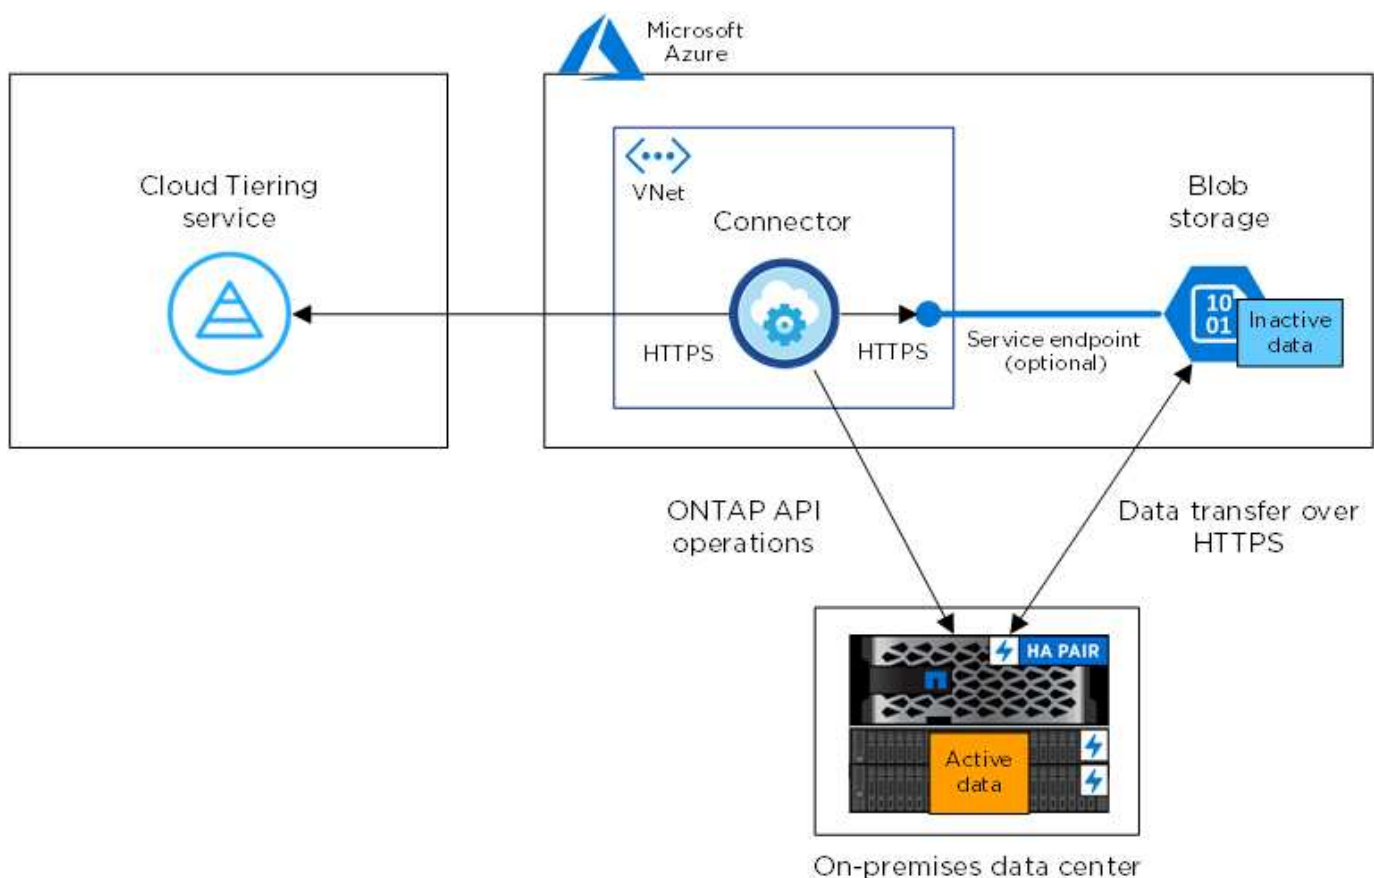 Microsoft
Azure
Cloud Tiering
service
VNet
Connector
Blob
storage
10
01
Inactive
data
HTTPS
HTTPS
Service endpoint
(optional)
ONTAP API
operations
Data transfer over
HTTPS
HA PAIR
Active
data
On-premises data center